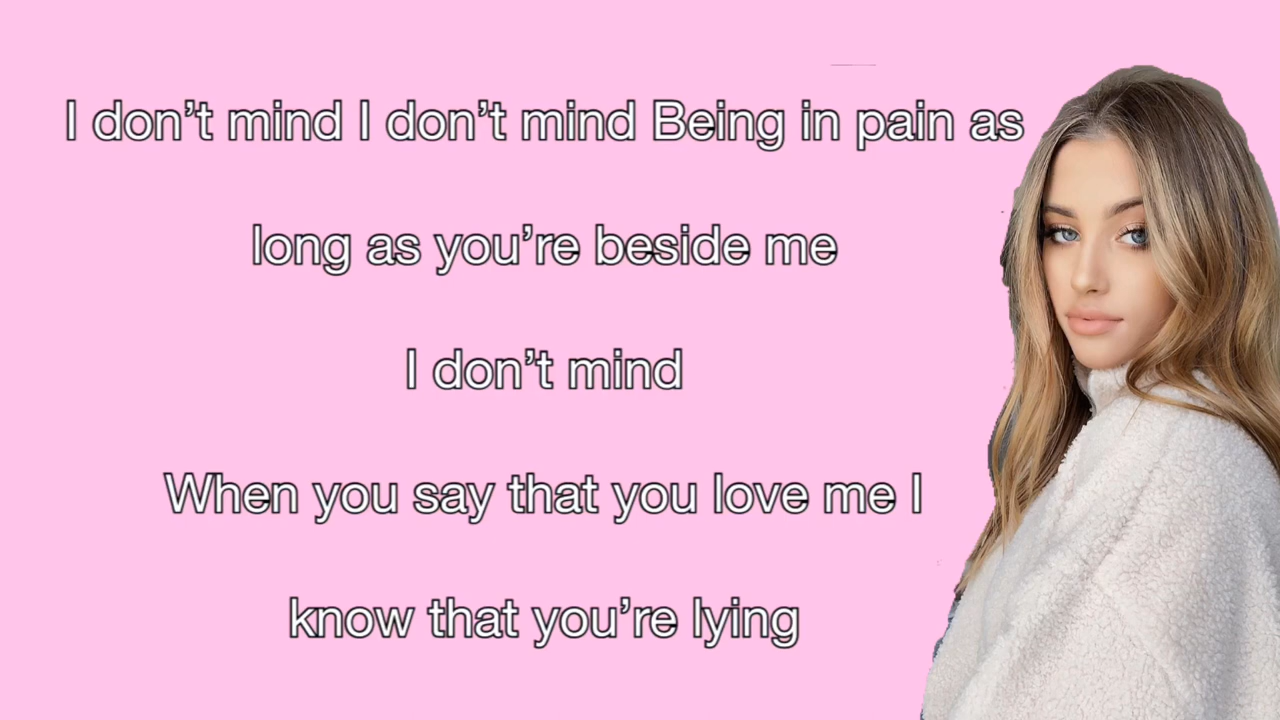 I don’t mind I don’t mind Being in pain as
long as you’re beside me
I don’t mind
When you say that you love me I
know that you’re lying